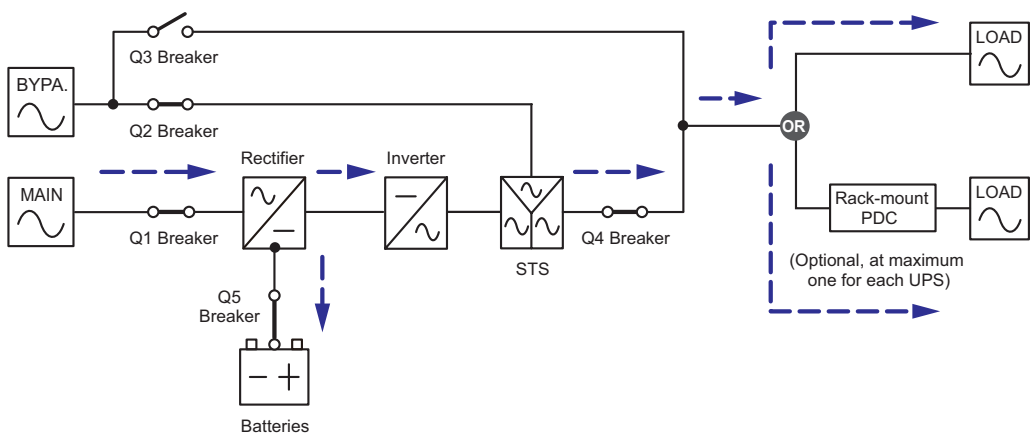 Q3 Breaker
LOAD
BYPA.
OR
Q2 Breaker
Rectifier
Inverter
MAIN
Rack-mount
PDC
LOAD
Q1 Breaker
STS
Q4 Breaker
(Optional, at maximum
one for each UPS)
Q5
Breaker
Batteries